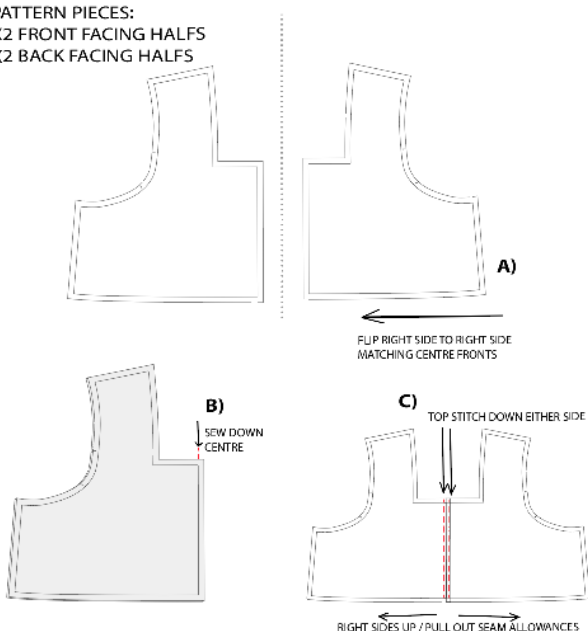 PATTERN PIECES:
X2 FRONT FACING HALFS
X2 BACK FACING HALFS
A)
FLIP RIGHT SIDE TO RIGHT SIDE
MATCHING CENTRE FRONTS
B)
SEW DOWN
CENTRE
C)
TOP STITCH DOWN EITHER SIDE
RIGHT SIDES UP / PULL OUT SEAM ALLOWANCES